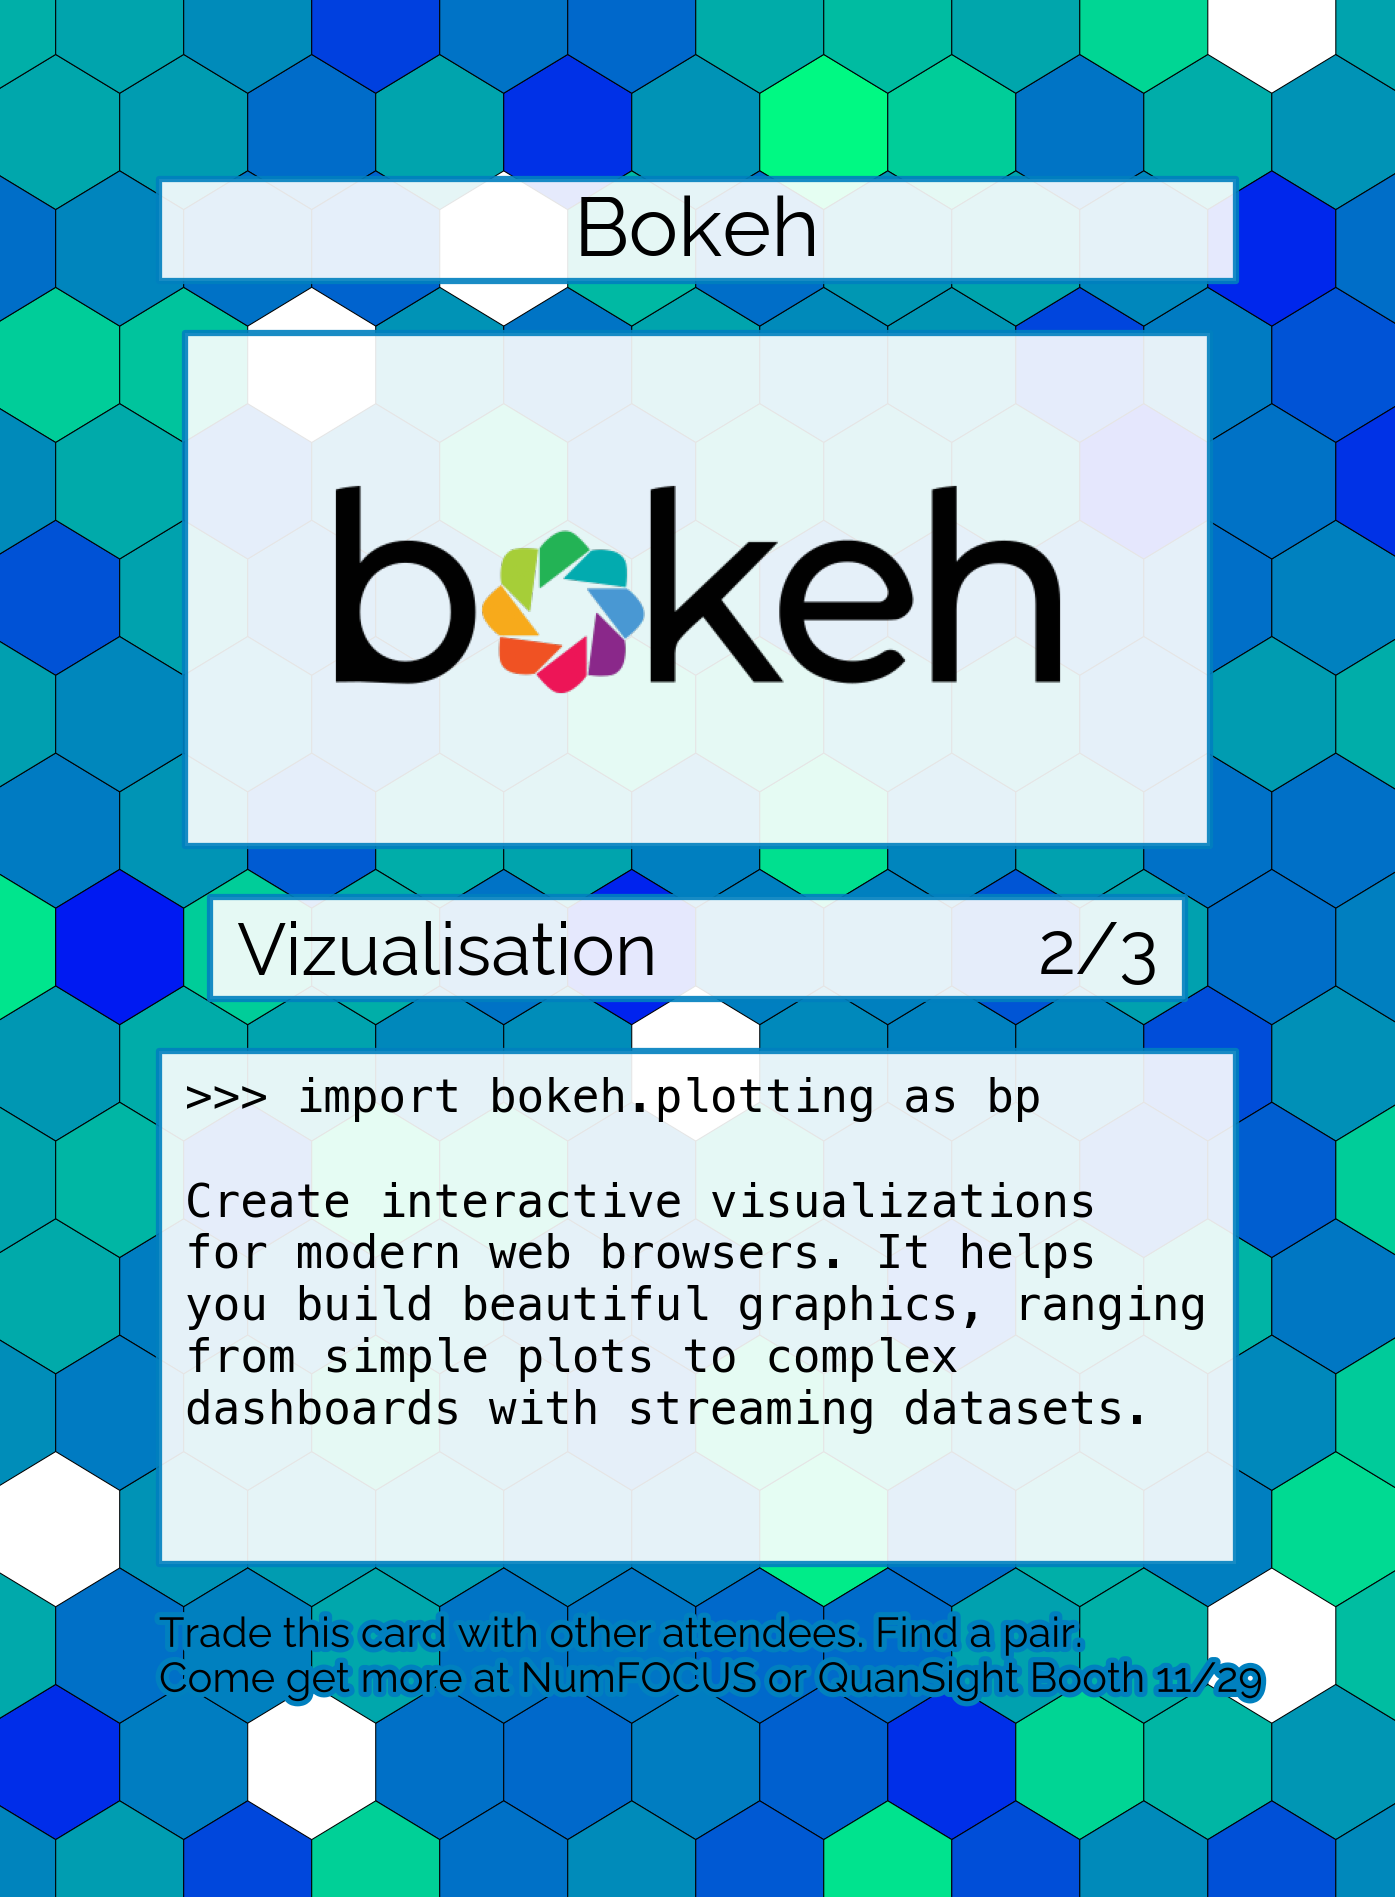 Bokeh
bokeh
Vizualisation 2/3
>>> import bokeh.plotting as bp
Create interactive visualizations
for modern web browsers. It helps
you build beautiful graphics, ranging
from simple plots to complex
dashboards with streaming datasets.
Trade this card with other attendees. Find a pair.
Come get more at NumFOCUS or QuanSight Booth 11/29